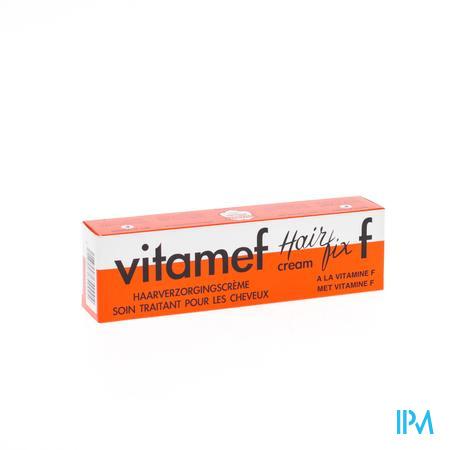 vitamef Hair fix f
cream
HAARVERZORGINGSCRÈME
SOIN TRAITANT POUR LES CHEVEUX
A LA VITAMINE F
MET VITAMINE F
IPM